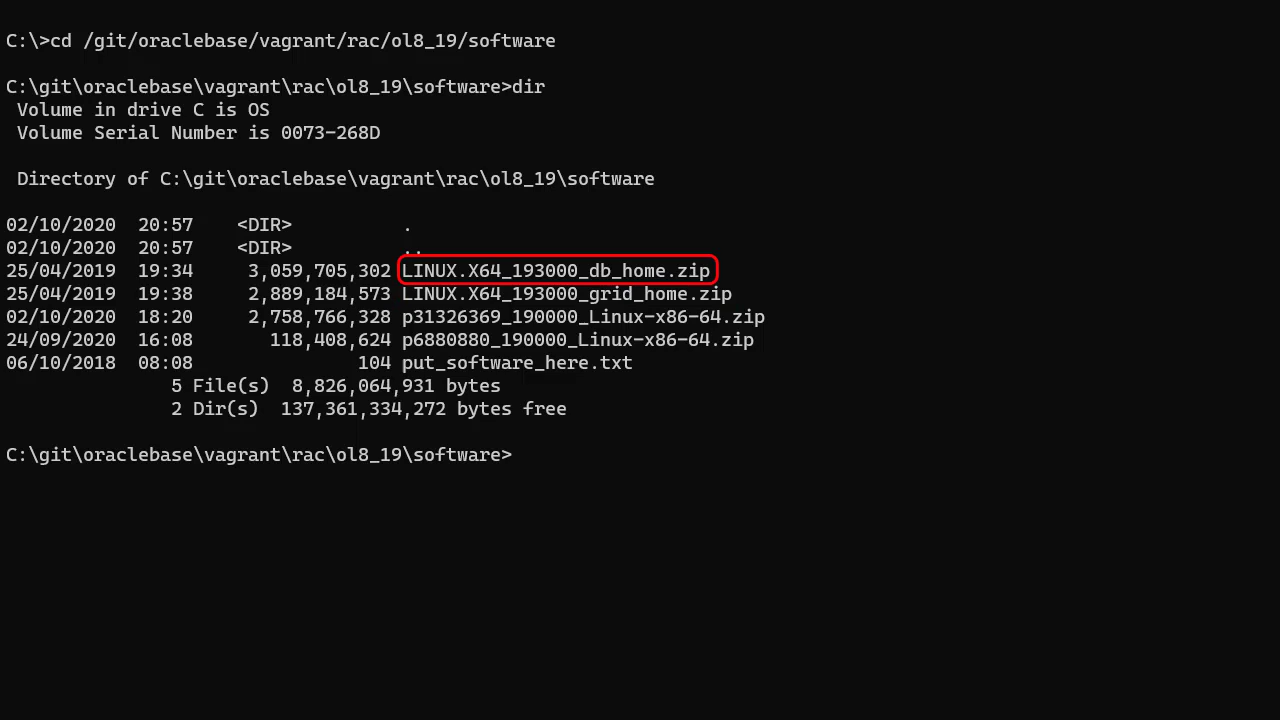 C:\>cd /git/oraclebase/vagrant/rac/ol8_19/software
C:\git\oraclebase\vagrant\rac\ol8_19\software>dir
 Volume in drive C is OS
 Volume Serial Number is 0073-268D
 Directory of C:\git\oraclebase\vagrant\rac\ol8_19\software
02/10/2020  20:57    <DIR>          .
02/10/2020  20:57    <DIR>          ..
25/04/2019  19:34     3,059,705,302 LINUX.X64_193000_db_home.zip
25/04/2019  19:38     2,889,184,573 LINUX.X64_193000_grid_home.zip
02/10/2020  18:20     2,758,766,328 p31326369_190000_Linux-x86-64.zip
24/09/2020  16:08       118,408,624 p6880880_190000_Linux-x86-64.zip
06/10/2018  08:08               104 put_software_here.txt
               5 File(s)  8,826,064,931 bytes
               2 Dir(s)  137,361,334,272 bytes free
C:\git\oraclebase\vagrant\rac\ol8_19\software>